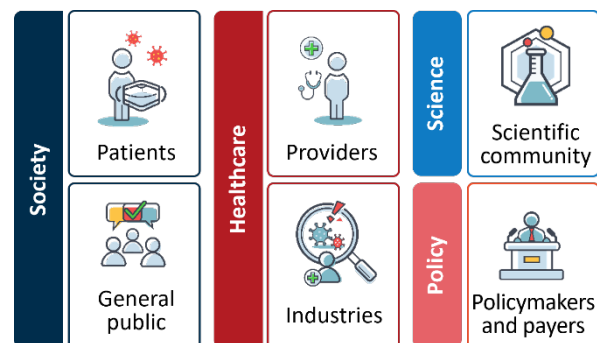 Society
Patients
General
public
Healthcare
Providers
Industries
Science
Scientific
community
Policy
Policymakers
and payers